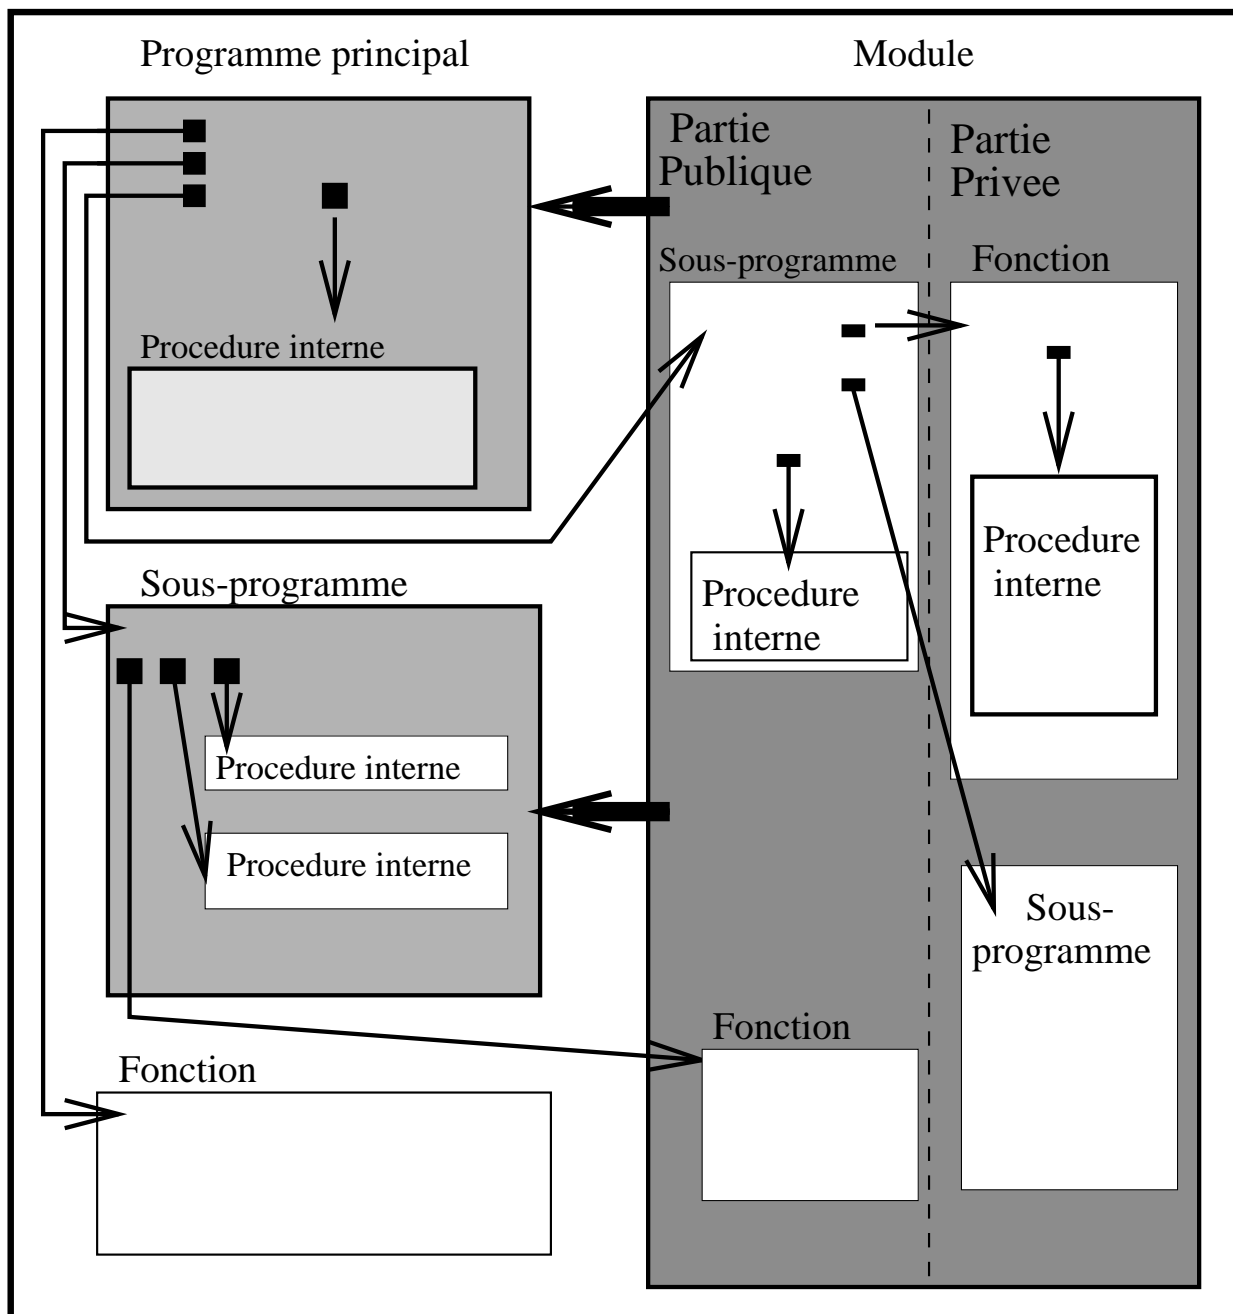 Programme principal
Procedure interne
Sous-programme
Procedure interne
Procedure interne
Fonction
Module
Partie
Publique
Partie
Privee
Sous-programme
Fonction
Procedure
interne
Procedure
interne
Sous-
programme
Fonction